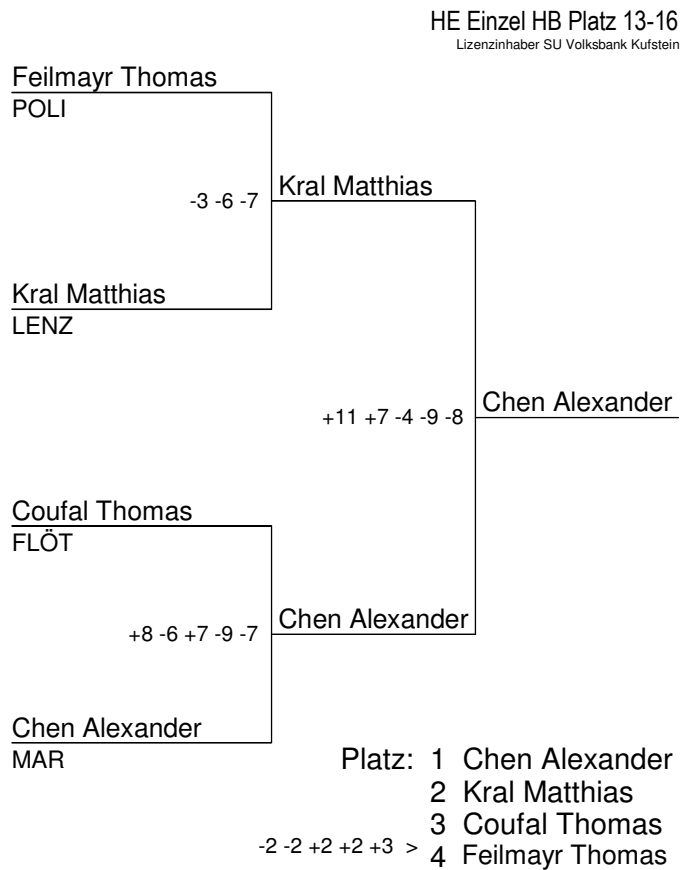 HE Einzel HB Platz 13-16
Lizenzinhaber SU Volksbank Kufstein
Feilmayr Thomas
POLI
-3 -6 -7
Kral Matthias
Kral Matthias
LENZ
+11 +7 -4 -9 -8
Chen Alexander
Coufal Thomas
FLÖT
+8 -6 +7 -9 -7
Chen Alexander
Chen Alexander
MAR
Platz: 1 Chen Alexander
2 Kral Matthias
3 Coufal Thomas
-2 -2 +2 +2 +3 > 4 Feilmayr Thomas